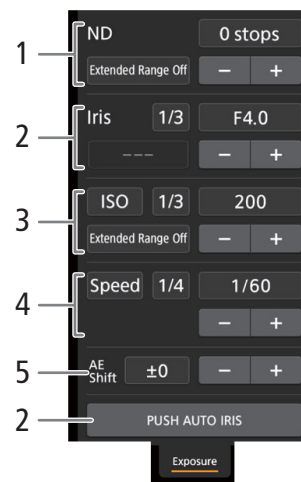 1 ND 0 stops
Extended Range Off − +
2 Iris 1/3 F4.0
--- − +
3 ISO 1/3 200
Extended Range Off − +
4 Speed 1/4 1/60
− +
5 AE Shift ±0 − +
2 PUSH AUTO IRIS
Exposure